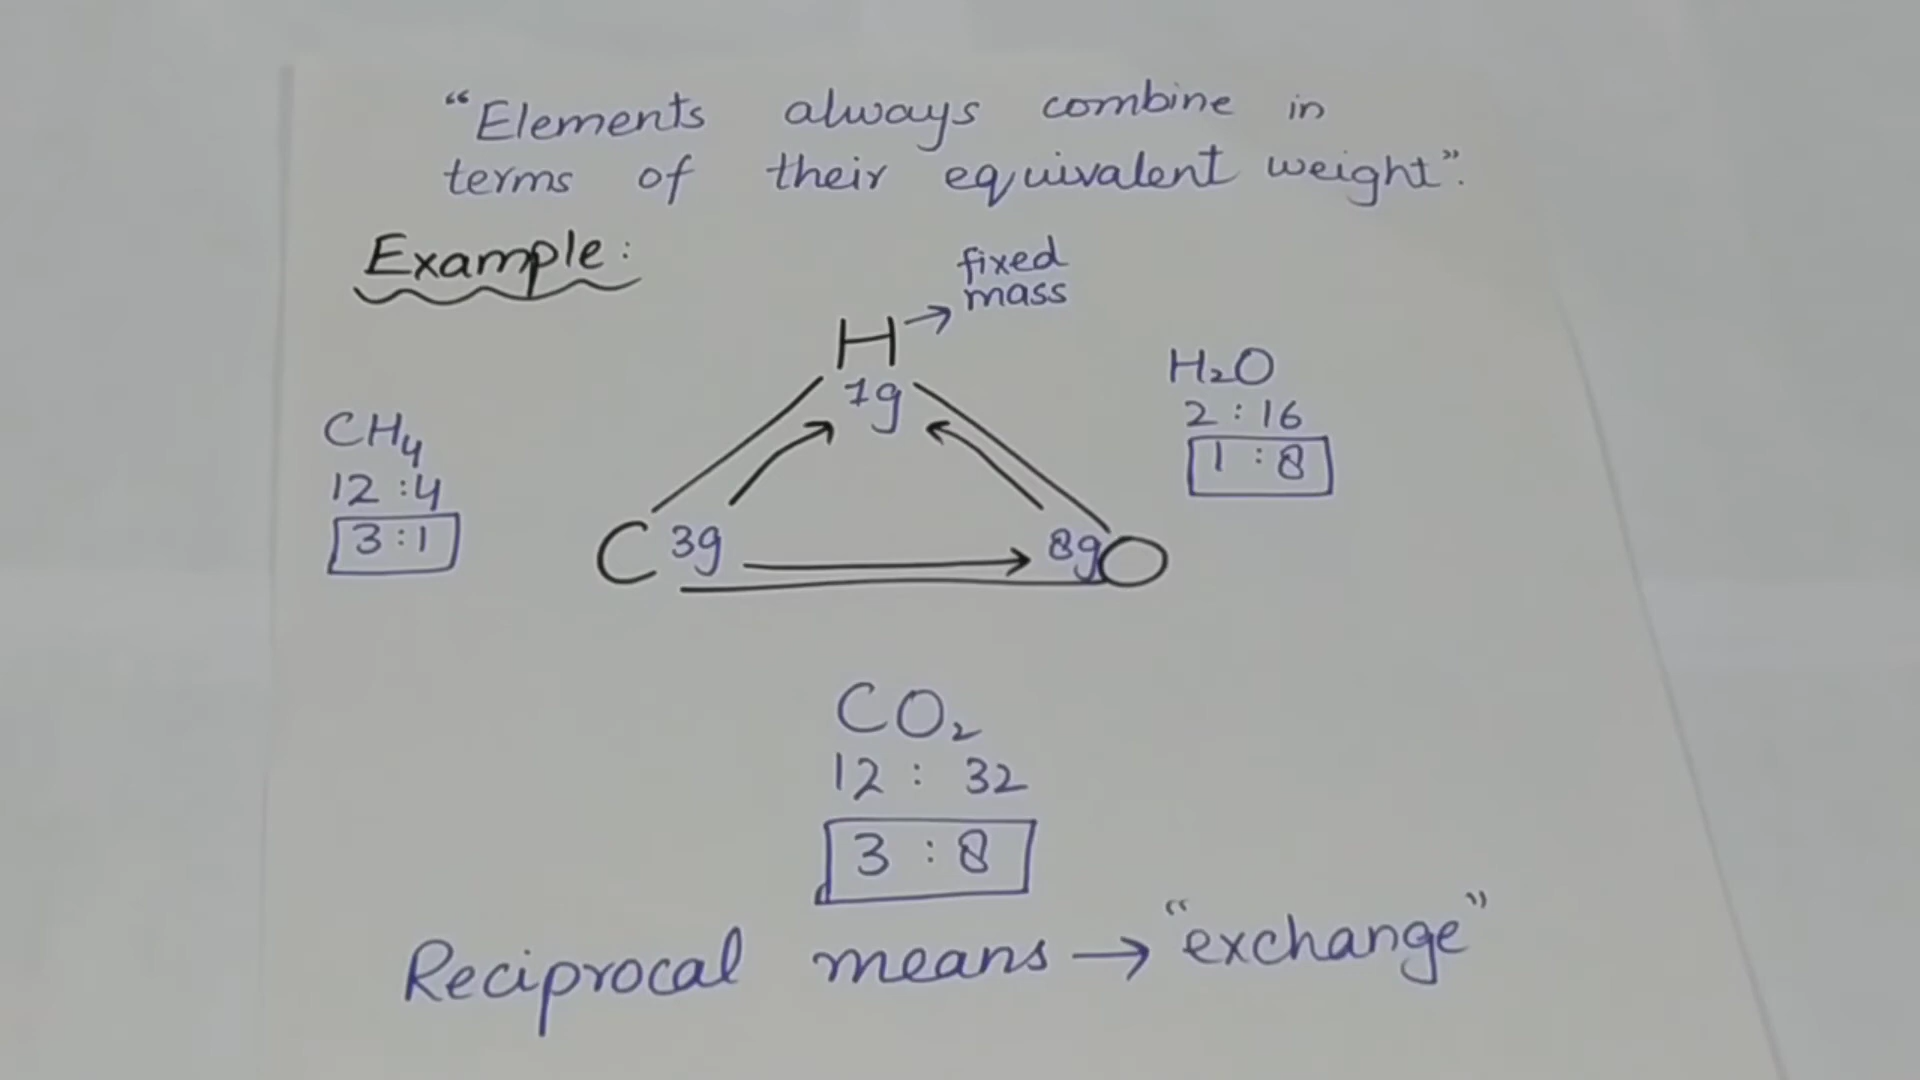 “Elements always combine in
terms of their equivalent weight”.
Example:
fixed
mass
H
1g
H₂O
2 : 16
1 : 8
CH₄
12 : 4
3 : 1
C 3g
8g O
CO₂
12 : 32
3 : 8
Reciprocal means → “exchange”